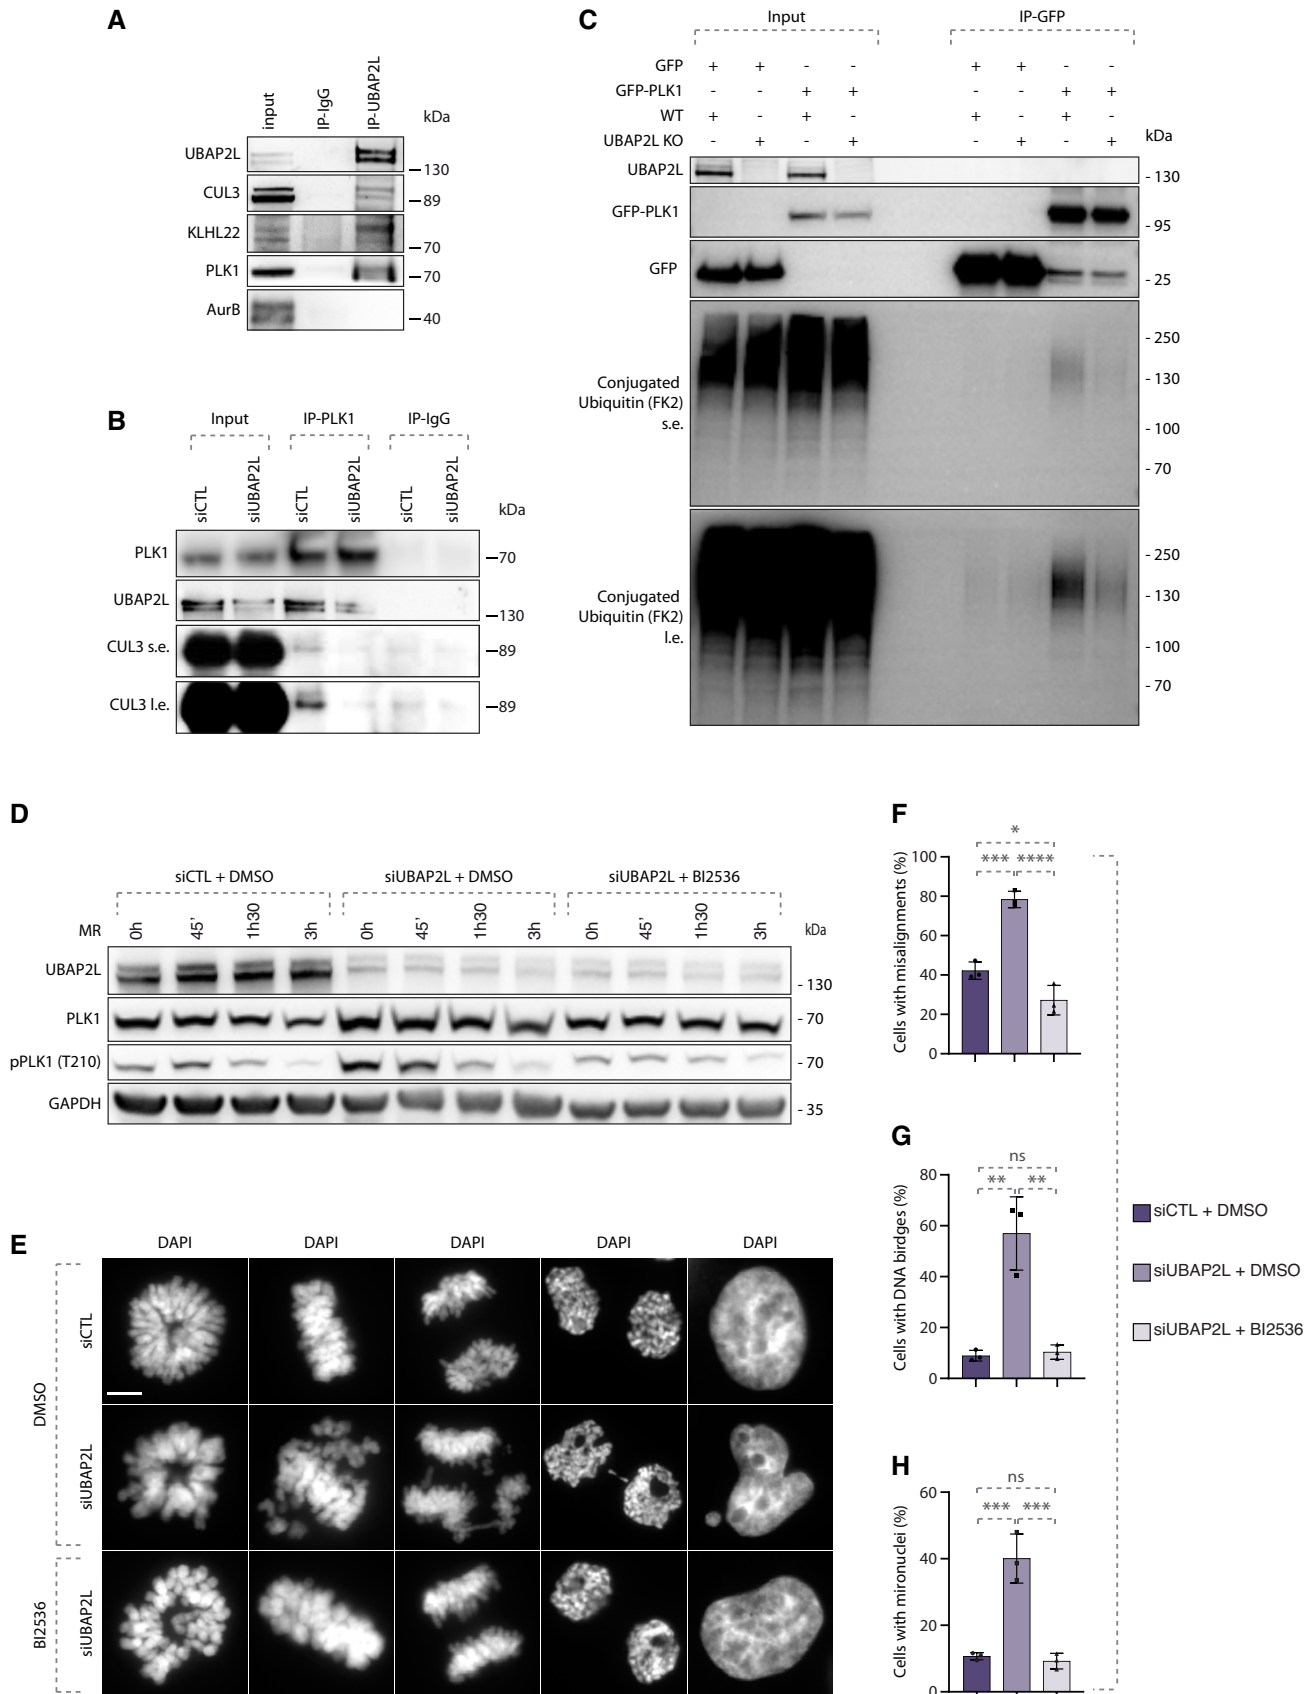 A
input
IP-IgG
IP-UBAP2L
kDa
UBAP2L
130
CUL3
89
KLHL22
70
PLK1
70
AurB
40
B
Input IP-PLK1 IP-IgG
siCTL siUBAP2L siCTL siUBAP2L siCTL siUBAP2L
kDa
PLK1
70
UBAP2L
130
CUL3 s.e.
89
CUL3 l.e.
89
C
Input IP-GFP
GFP + + - - + + - -
GFP-PLK1 - - + + - - + +
WT + - + - + - + -
UBAP2L KO - + - + - + - +
kDa
UBAP2L
- 130
GFP-PLK1
- 95
GFP
- 25
Conjugated
Ubiquitin (FK2)
s.e.
- 250
- 130
- 100
- 70
Conjugated
Ubiquitin (FK2)
l.e.
- 250
- 130
- 100
- 70
D
siCTL + DMSO siUBAP2L + DMSO siUBAP2L + BI2536
MR 0h 45' 1h30 3h 0h 45' 1h30 3h 0h 45' 1h30 3h kDa
UBAP2L
- 130
PLK1
- 70
pPLK1 (T210)
- 70
GAPDH
- 35
E
DAPI DAPI DAPI DAPI DAPI
DMSO
siCTL
siUBAP2L
BI2536
siUBAP2L
F
Cells with misalignments (%)
100
80
60
40
20
0
*
*** ****
G
Cells with DNA birdges (%)
80
60
40
20
0
ns
** **
H
Cells with mironuclei (%)
60
40
20
0
ns
*** ***
siCTL + DMSO
siUBAP2L + DMSO
siUBAP2L + BI2536